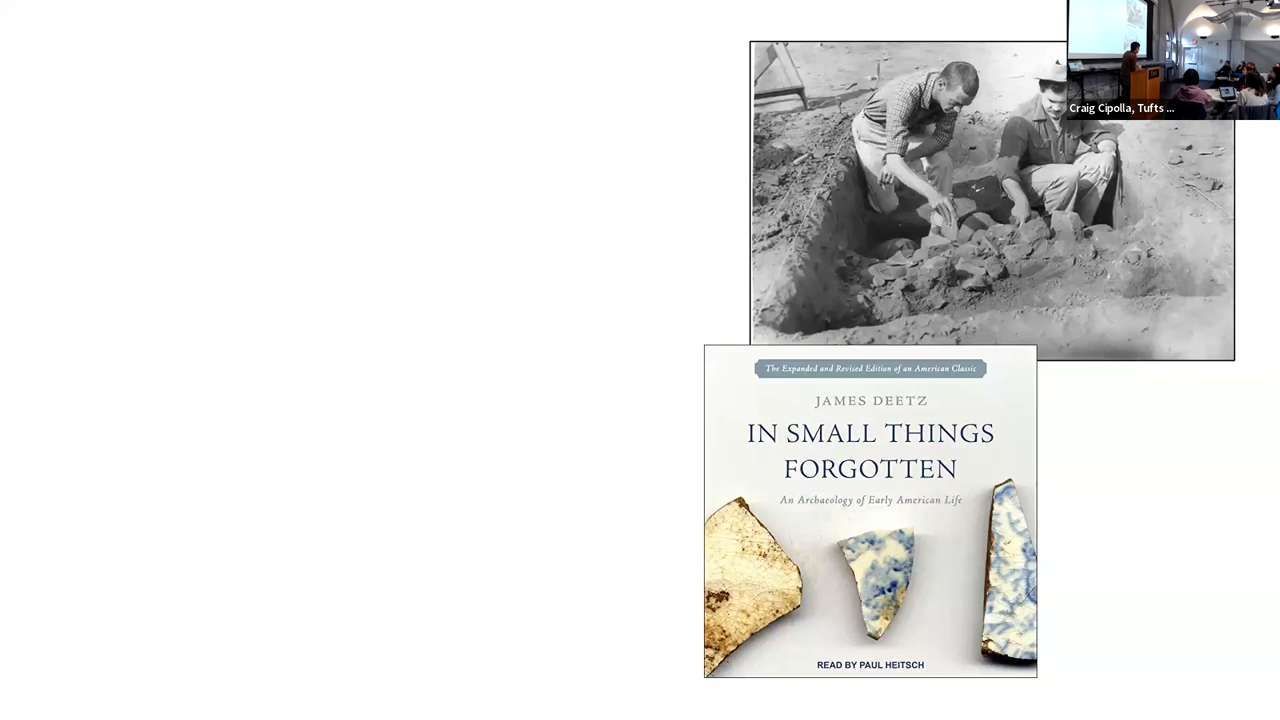 Craig Cipolla, Tufts ...
The Expanded and Revised Edition of an American Classic
JAMES DEETZ
IN SMALL THINGS
FORGOTTEN
An Archaeology of Early American Life
READ BY PAUL HEITSCH